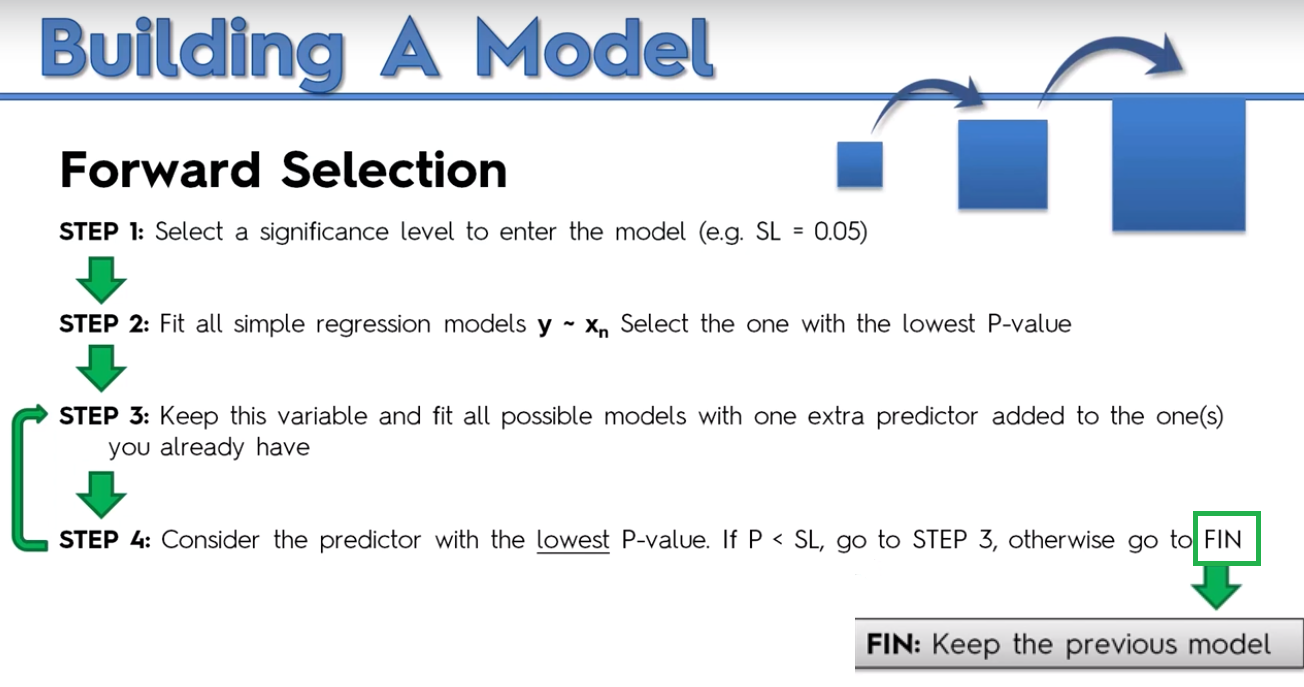 Building A Model
Forward Selection
STEP 1: Select a significance level to enter the model (e.g. SL = 0.05)
STEP 2: Fit all simple regression models y ~ xn Select the one with the lowest P-value
STEP 3: Keep this variable and fit all possible models with one extra predictor added to the one(s)
you already have
STEP 4: Consider the predictor with the lowest P-value. If P < SL, go to STEP 3, otherwise go to FIN
FIN: Keep the previous model